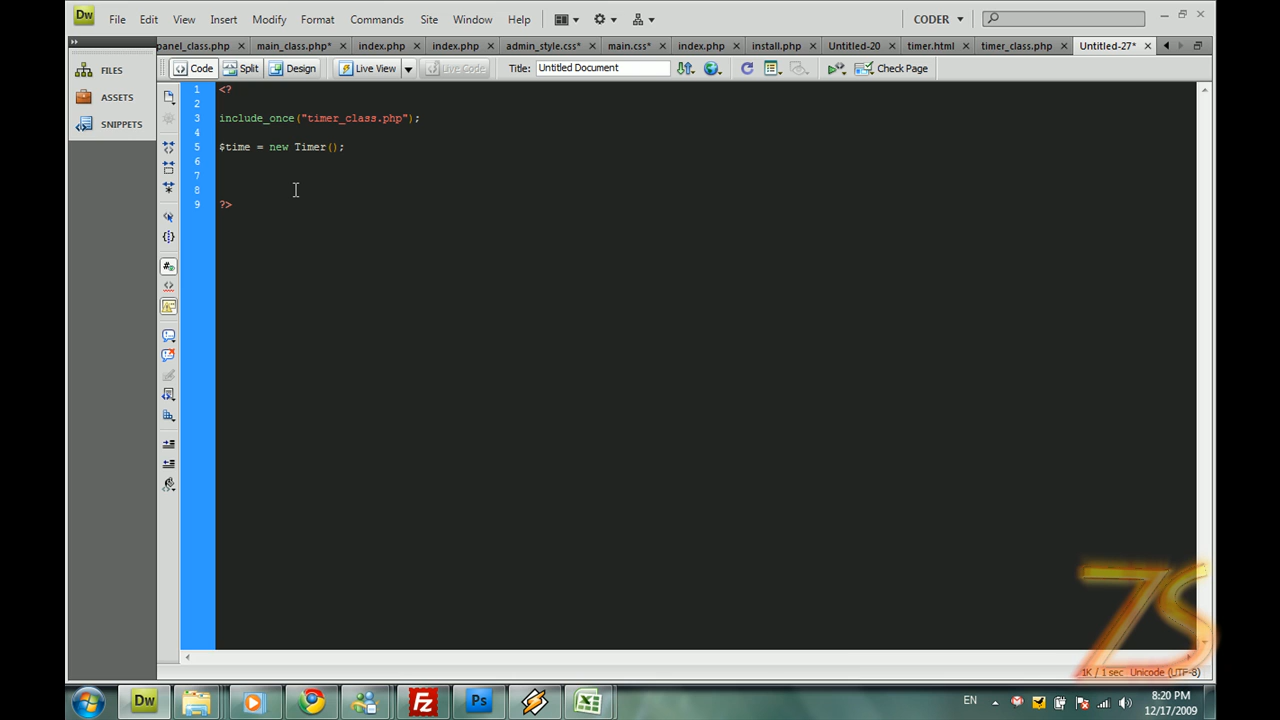 Dw File Edit View Insert Modify Format Commands Site Window Help CODER
panel_class.php main_class.php* index.php index.php admin_style.css* main.css* index.php install.php Untitled-20 timer.html timer_class.php Untitled-27*
Code Split Design Live View Live Code Title: Untitled Document Check Page
FILES
ASSETS
SNIPPETS
1 <?
2
3 include_once("timer_class.php");
4
5 $time = new Timer();
6
7
8
9 ?>
ZS
1K / 1 sec Unicode (UTF-8)
Dw Fz Ps EN 8:20 PM
12/17/2009